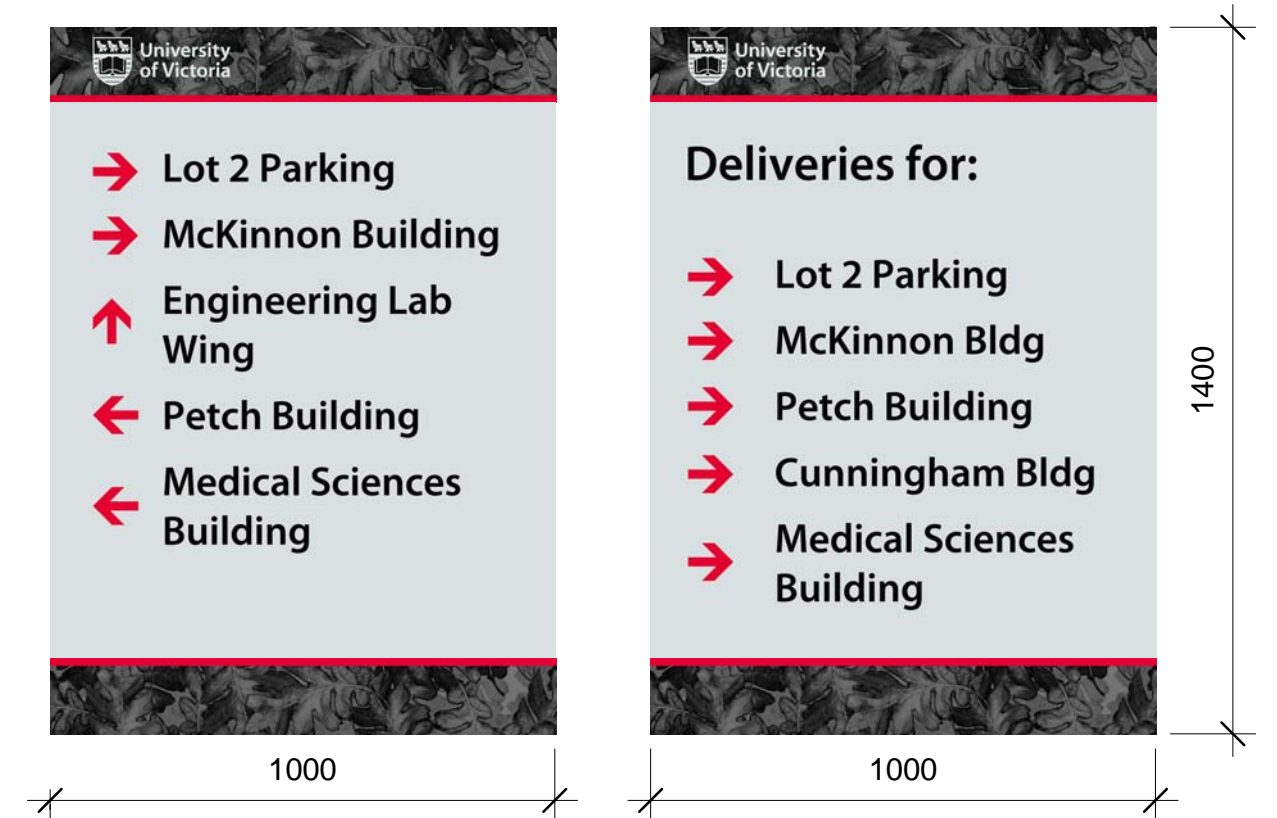 University
of Victoria
Lot 2 Parking
McKinnon Building
Engineering Lab
Wing
Petch Building
Medical Sciences
Building
1000
University
of Victoria
Deliveries for:
Lot 2 Parking
McKinnon Bldg
Petch Building
Cunningham Bldg
Medical Sciences
Building
1000
1400